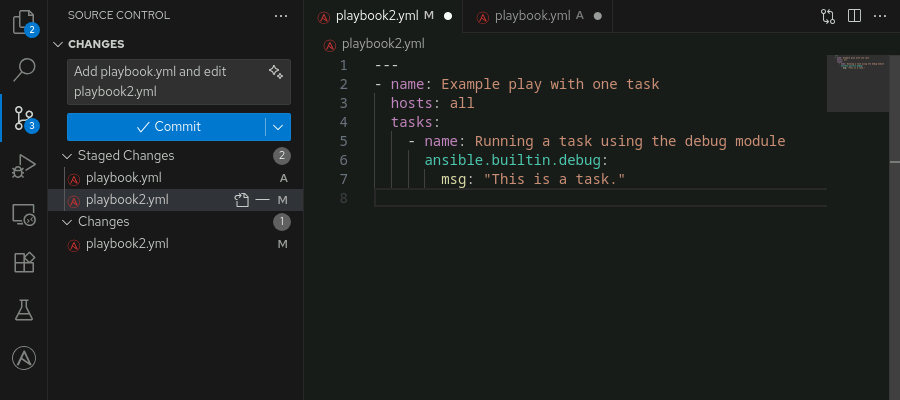 SOURCE CONTROL
CHANGES
Add playbook.yml and edit
playbook2.yml
Commit
Staged Changes 2
playbook.yml A
playbook2.yml M
Changes 1
playbook2.yml M
2
3
playbook2.yml M
playbook.yml A
playbook2.yml
1 ---
2 - name: Example play with one task
3 hosts: all
4 tasks:
5 - name: Running a task using the debug module
6 ansible.builtin.debug:
7 msg: "This is a task."
8